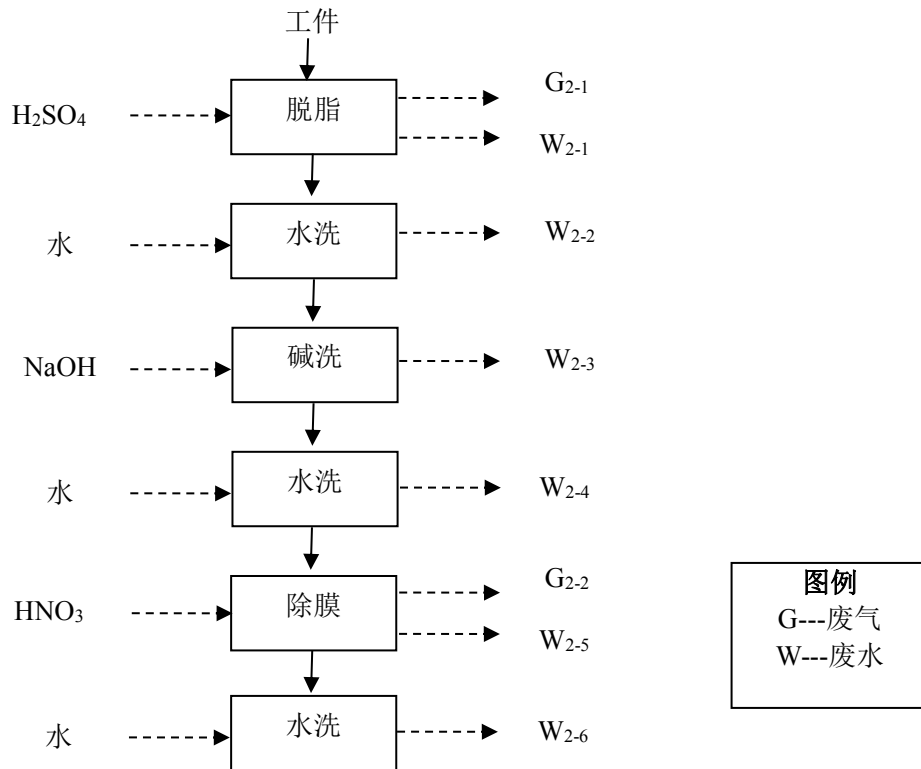 工件
H₂SO₄
脱脂
G₂₋₁
W₂₋₁
水
水洗
W₂₋₂
NaOH
碱洗
W₂₋₃
水
水洗
W₂₋₄
HNO₃
除膜
G₂₋₂
W₂₋₅
水
水洗
W₂₋₆
图例
G---废气
W---废水